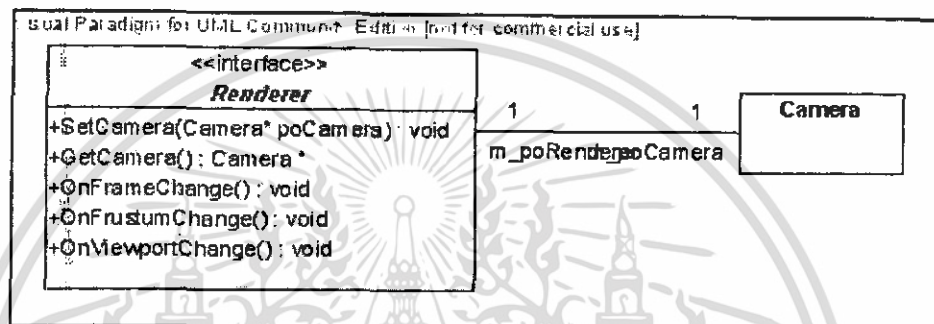 sual Paradigm for UML Community Edition [not for commercial use]
<<interface>>
Renderer
+SetCamera(Camera* poCamera) : void
+GetCamera() : Camera *
+OnFrameChange() : void
+OnFrustumChange() : void
+OnViewportChange() : void
1
1
Camera